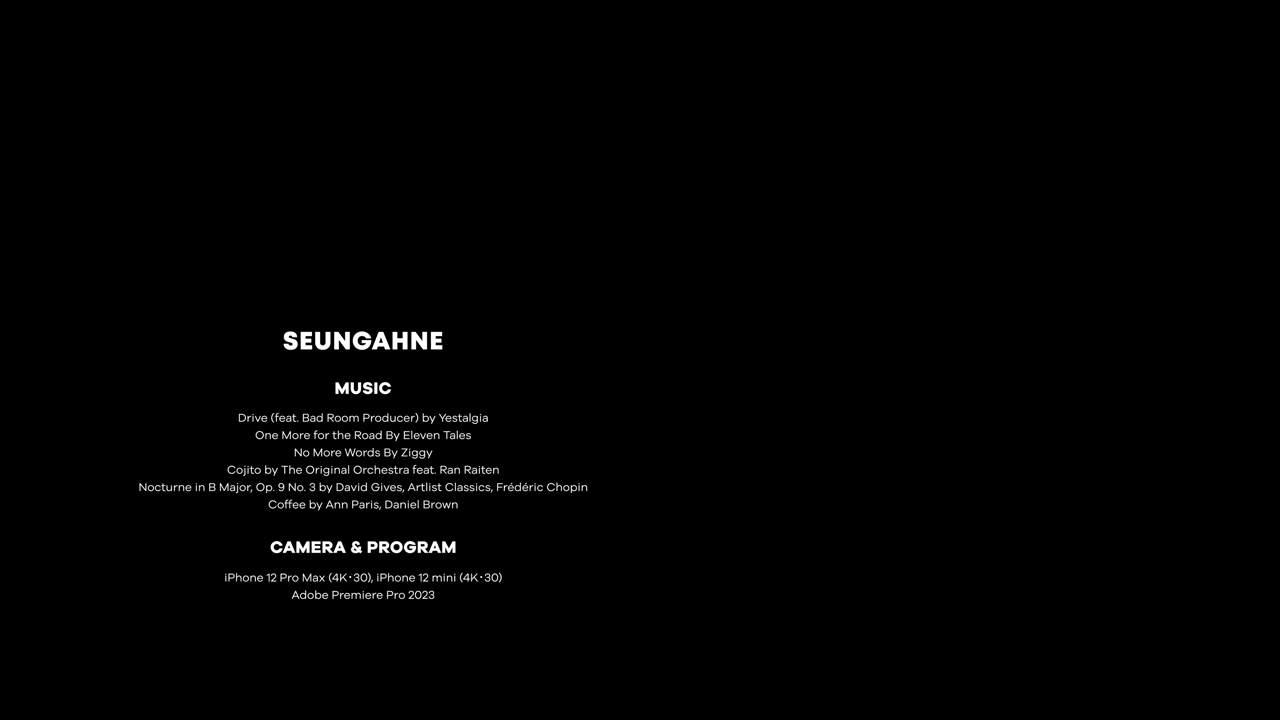 SEUNGAHNE
MUSIC
Drive (feat. Bad Room Producer) by Yestalgia
One More for the Road By Eleven Tales
No More Words By Ziggy
Cojito by The Original Orchestra feat. Ran Raiten
Nocturne in B Major, Op. 9 No. 3 by David Gives, Artlist Classics, Frédéric Chopin
Coffee by Ann Paris, Daniel Brown
CAMERA & PROGRAM
iPhone 12 Pro Max (4K･30), iPhone 12 mini (4K･30)
Adobe Premiere Pro 2023